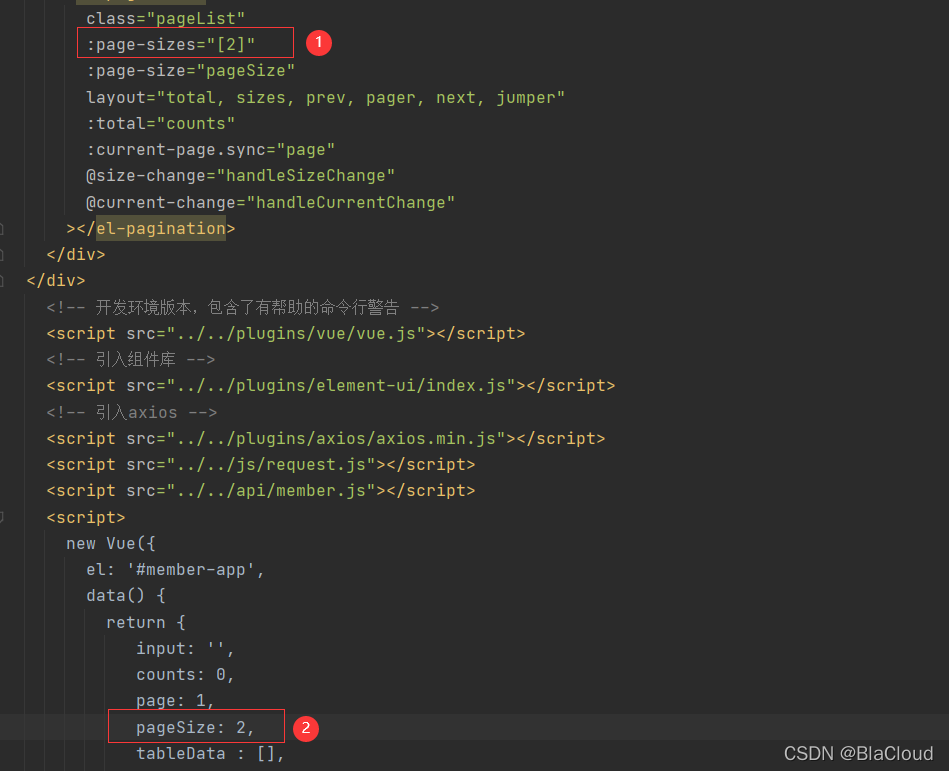 class="pageList"
:page-sizes="[2]" 1
:page-size="pageSize"
layout="total, sizes, prev, pager, next, jumper"
:total="counts"
:current-page.sync="page"
@size-change="handleSizeChange"
@current-change="handleCurrentChange"
></el-pagination>
</div>
</div>
<!-- 开发环境版本，包含了有帮助的命令行警告 -->
<script src="../../plugins/vue/vue.js"></script>
<!-- 引入组件库 -->
<script src="../../plugins/element-ui/index.js"></script>
<!-- 引入axios -->
<script src="../../plugins/axios/axios.min.js"></script>
<script src="../../js/request.js"></script>
<script src="../../api/member.js"></script>
<script>
new Vue({
el: '#member-app',
data() {
return {
input: '',
counts: 0,
page: 1,
pageSize: 2, 2
tableData : [],
CSDN @BlaCloud